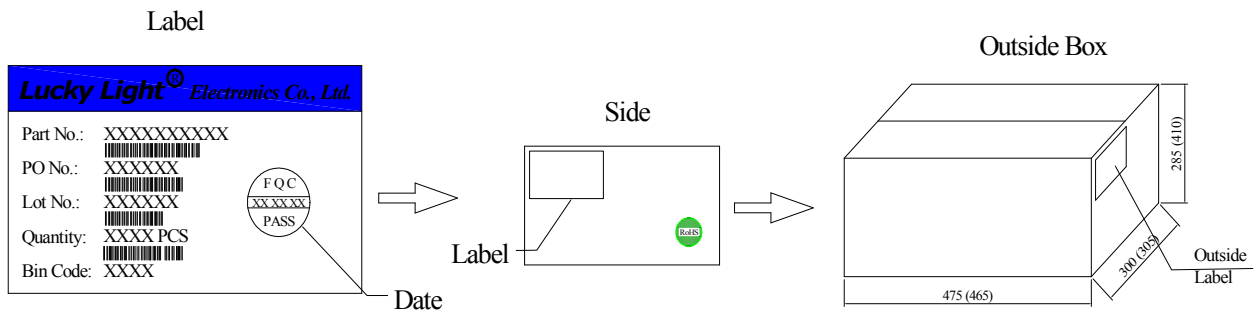 Label
Lucky Light® Electronics Co., Ltd.
Part No.: XXXXXXXXXX
PO No.: XXXXXX
Lot No.: XXXXXX
Quantity: XXXX PCS
Bin Code: XXXX
FQC
XX XX XX
PASS
Date
Side
Label
RoHS
Outside Box
285 (410)
300 (305)
475 (465)
Outside
Label